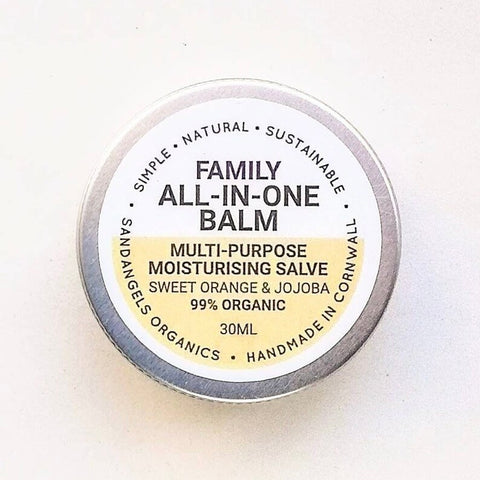 • SIMPLE • NATURAL • SUSTAINABLE •
FAMILY
ALL-IN-ONE
BALM
MULTI-PURPOSE
MOISTURISING SALVE
SWEET ORANGE & JOJOBA
99% ORGANIC
30ML
SANDANGELS ORGANICS • HANDMADE IN CORNWALL